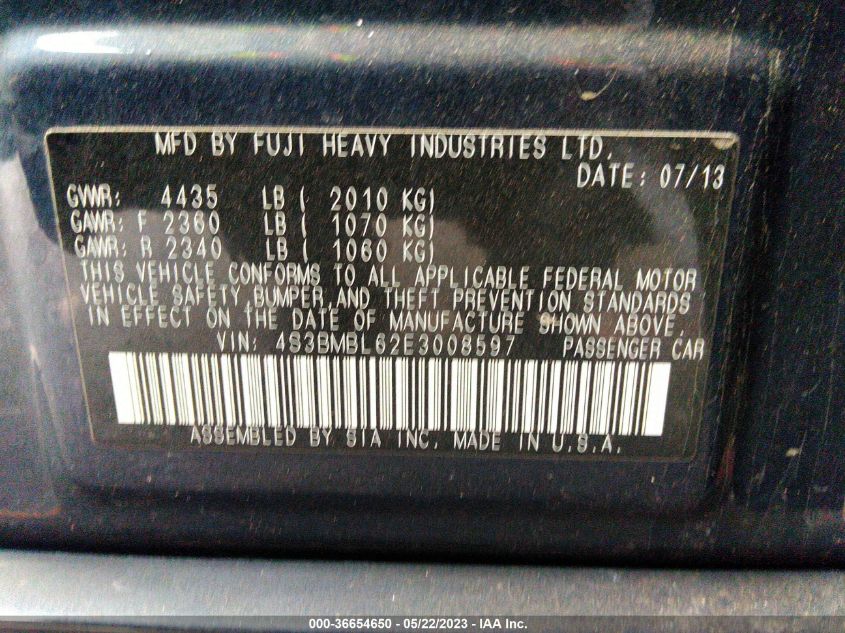 MFD BY FUJI HEAVY INDUSTRIES LTD.
DATE: 07/13
GVWR: 4435 LB ( 2010 KG)
GAWR: F 2360 LB ( 1070 KG)
GAWR: R 2340 LB ( 1060 KG)
THIS VEHICLE CONFORMS TO ALL APPLICABLE FEDERAL MOTOR
VEHICLE SAFETY, BUMPER, AND THEFT PREVENTION STANDARDS
IN EFFECT ON THE DATE OF MANUFACTURE SHOWN ABOVE.
VIN: 4S3BMBL62E3008597 PASSENGER CAR
ASSEMBLED BY SIA INC. MADE IN U.S.A.
000-36654650 - 05/22/2023 - IAA Inc.